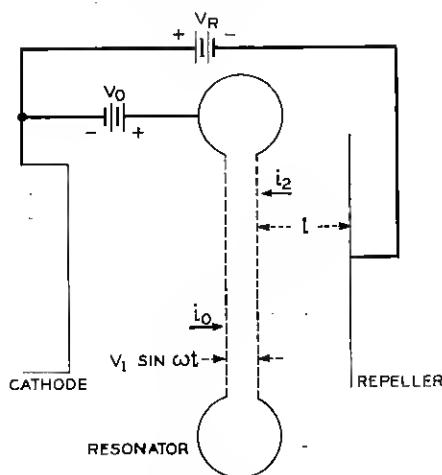 V_R
+ -
V_0
- +
i_2
l
i_0
V_1 SIN ωt
CATHODE
REPELLER
RESONATOR